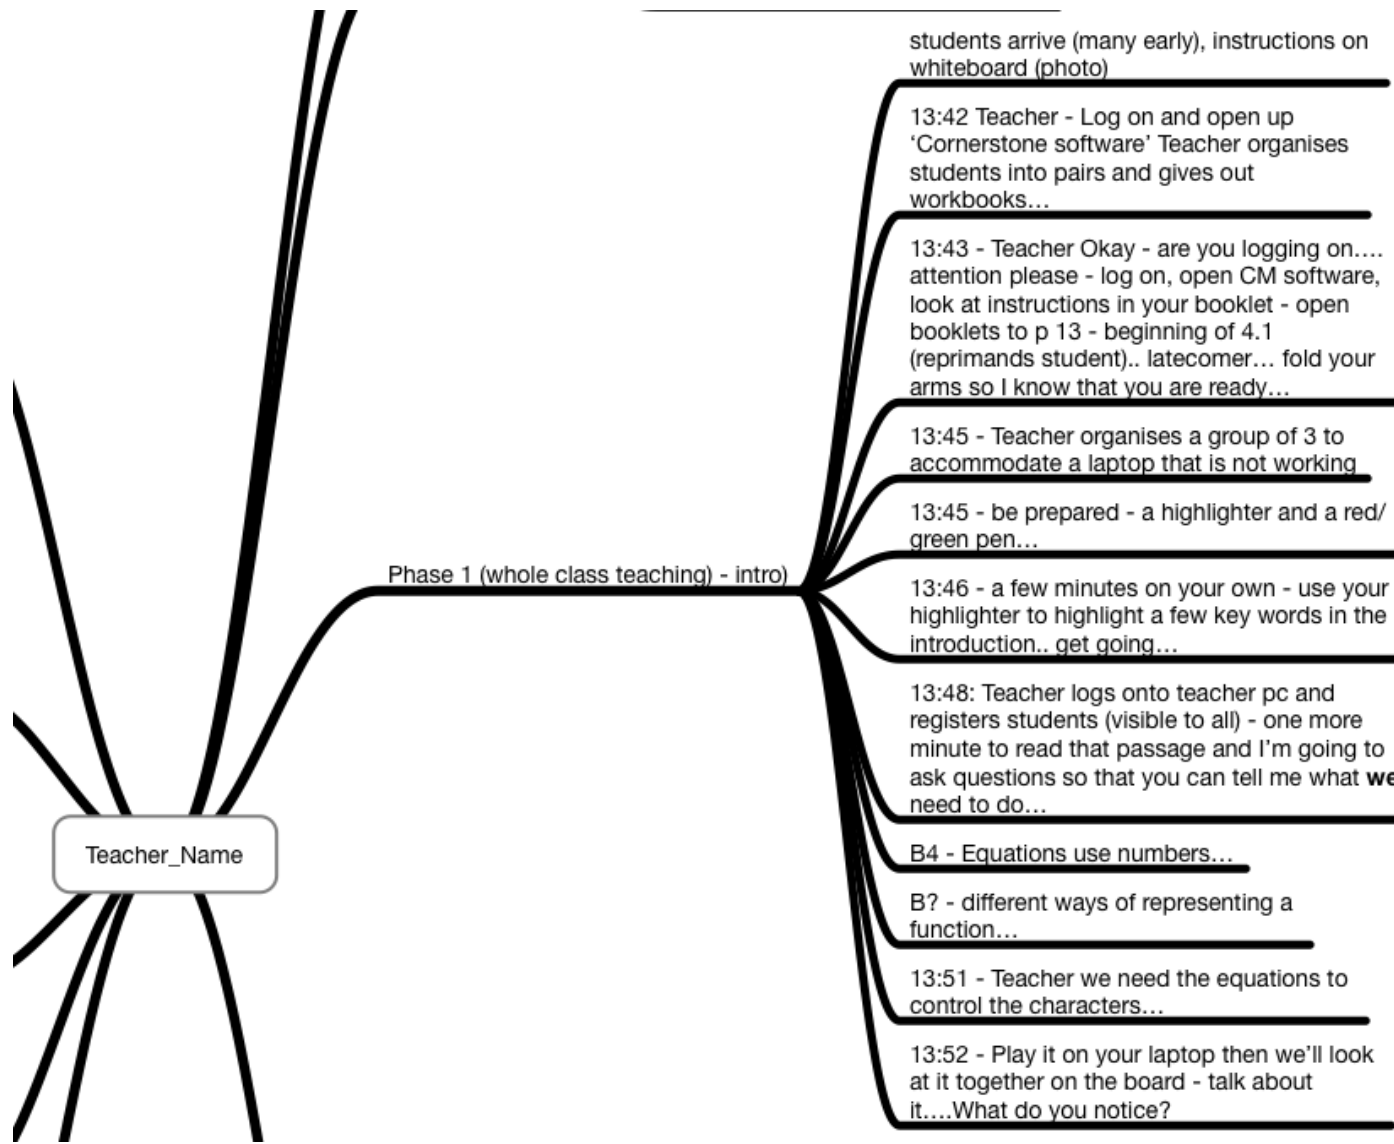 students arrive (many early), instructions on
whiteboard (photo)
13:42 Teacher - Log on and open up
‘Cornerstone software’ Teacher organises
students into pairs and gives out
workbooks…
13:43 - Teacher Okay - are you logging on….
attention please - log on, open CM software,
look at instructions in your booklet - open
booklets to p 13 - beginning of 4.1
(reprimands student).. latecomer… fold your
arms so I know that you are ready…
13:45 - Teacher organises a group of 3 to
accommodate a laptop that is not working
13:45 - be prepared - a highlighter and a red/
green pen…
Phase 1 (whole class teaching) - intro)
13:46 - a few minutes on your own - use your
highlighter to highlight a few key words in the
introduction.. get going…
13:48: Teacher logs onto teacher pc and
registers students (visible to all) - one more
minute to read that passage and I’m going to
ask questions so that you can tell me what we
need to do…
B4 - Equations use numbers…
Teacher_Name
B? - different ways of representing a
function…
13:51 - Teacher we need the equations to
control the characters…
13:52 - Play it on your laptop then we’ll look
at it together on the board - talk about
it….What do you notice?